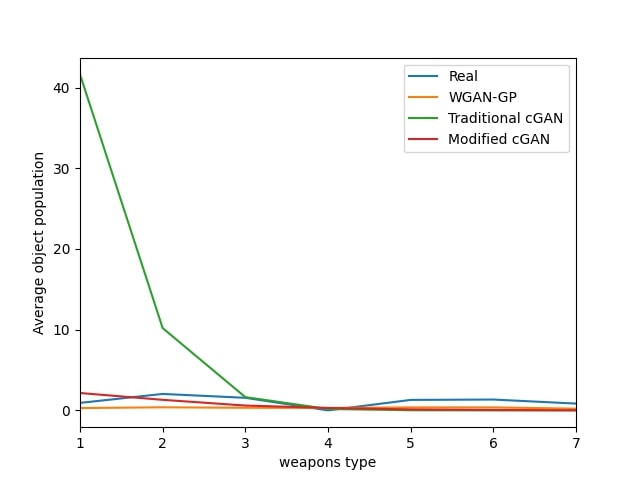 Real
WGAN-GP
Traditional cGAN
Modified cGAN
Average object population
40
30
20
10
0
1 2 3 4 5 6 7
weapons type